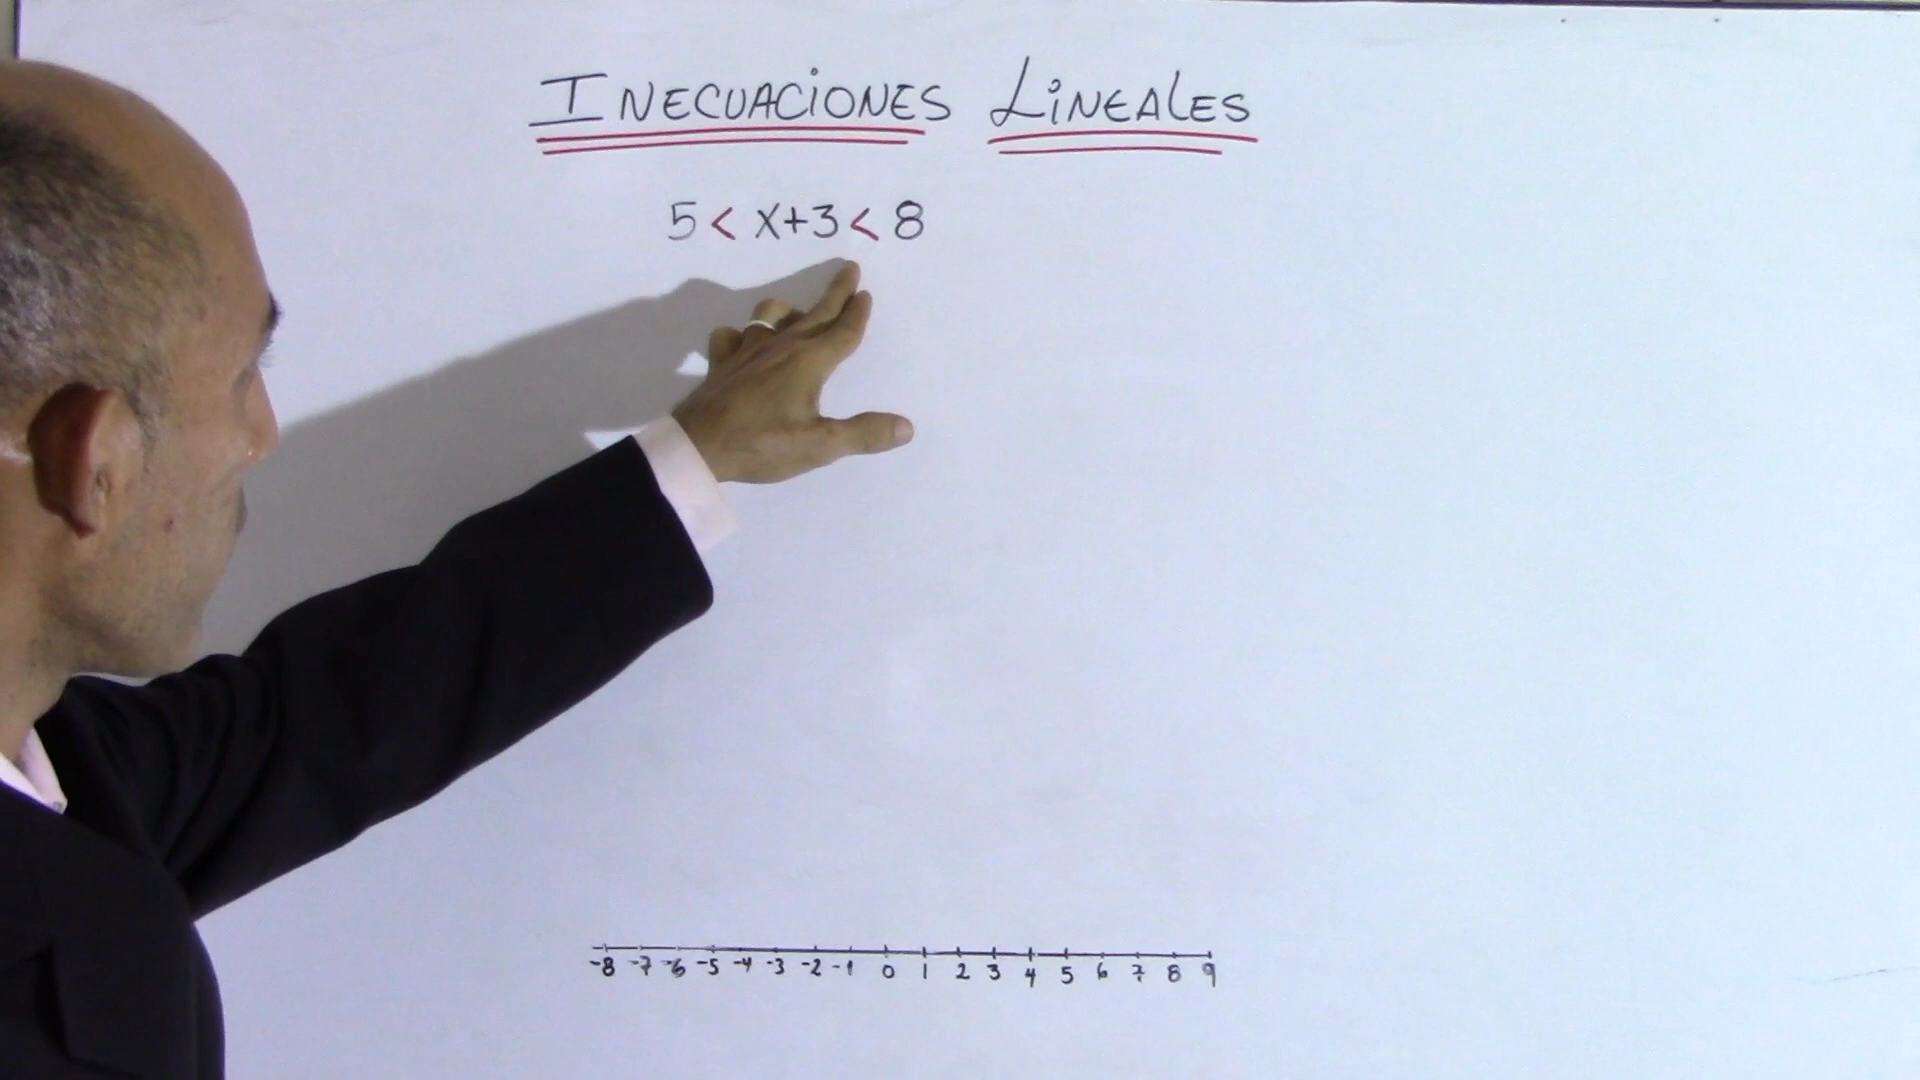 INECUACIONES LINEALES
5 < x+3 < 8
-8 -7 -6 -5 -4 -3 -2 -1 0 1 2 3 4 5 6 7 8 9